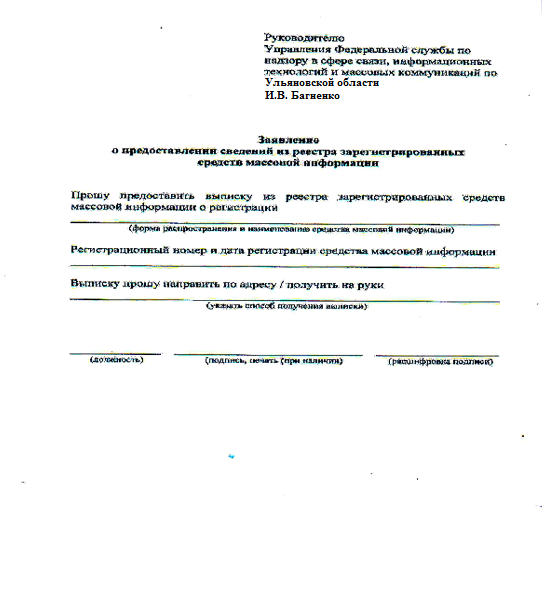 Руководителю
Управления Федеральной службы по
надзору в сфере связи, информационных
технологий и массовых коммуникаций по
Ульяновской области
И.В. Багненко
Заявление
о предоставлении сведений из реестра зарегистрированных
средств массовой информации
Прошу предоставить выписку из реестра зарегистрированных средств
массовой информации о регистрации
(форма распространения и наименование средства массовой информации)
Регистрационный номер и дата регистрации средства массовой информации
Выписку прошу направить по адресу / получить на руки
(указать способ получения выписки)
(должность) (подпись, печать (при наличии) (расшифровка подписи)